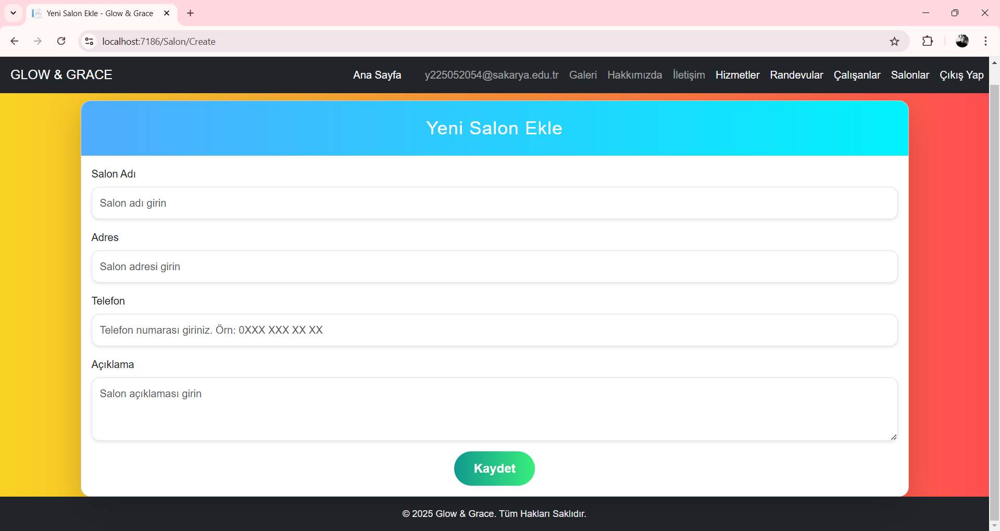 Yeni Salon Ekle - Glow & Grace
localhost:7186/Salon/Create
GLOW & GRACE
Ana Sayfa y225052054@sakarya.edu.tr Galeri Hakkımızda İletişim Hizmetler Randevular Çalışanlar Salonlar Çıkış Yap
Yeni Salon Ekle
Salon Adı
Salon adı girin
Adres
Salon adresi girin
Telefon
Telefon numarası giriniz. Örn: 0XXX XXX XX XX
Açıklama
Salon açıklaması girin
Kaydet
© 2025 Glow & Grace. Tüm Hakları Saklıdır.